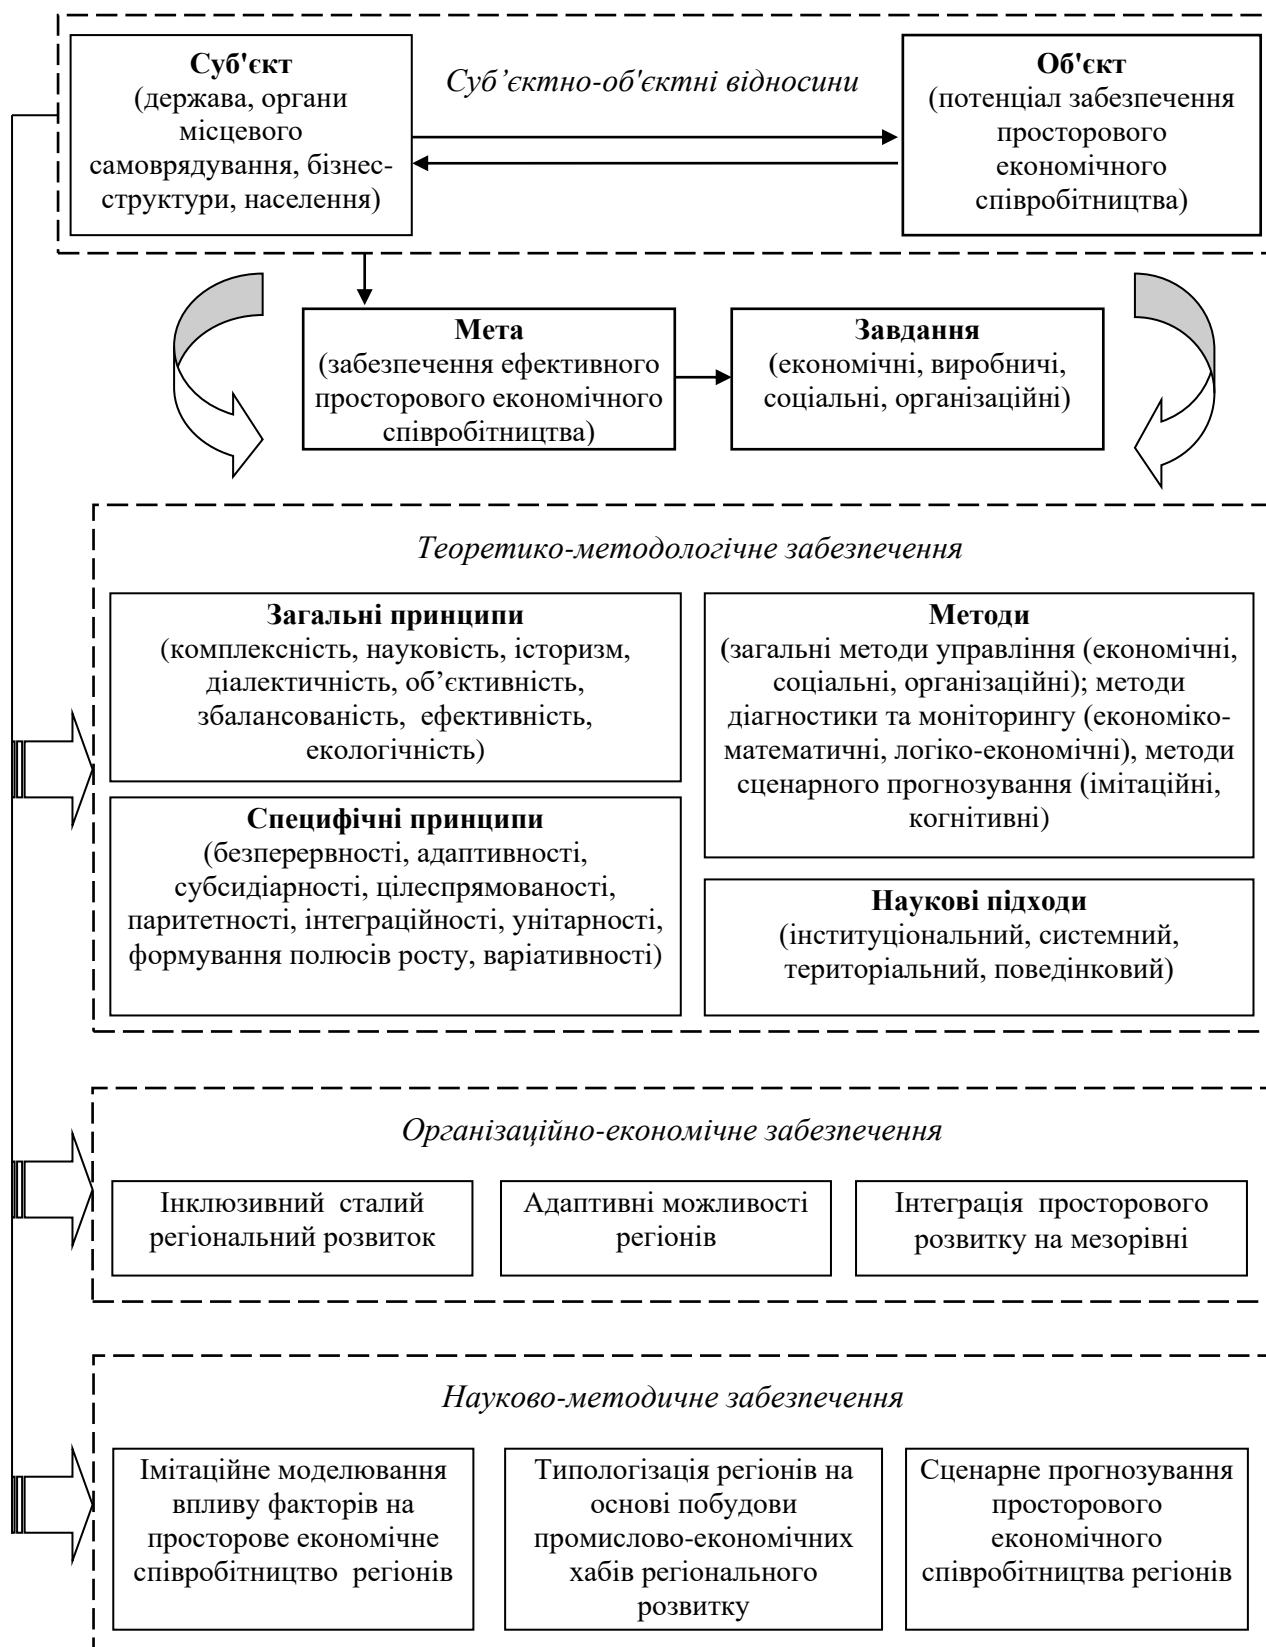 Суб'єкт
(держава, органи
місцевого
самоврядування, бізнес-
структури, населення)
Суб’єктно-об'єктні відносини
Об'єкт
(потенціал забезпечення
просторового
економічного
співробітництва)
Мета
(забезпечення ефективного
просторового економічного
співробітництва)
Завдання
(економічні, виробничі,
соціальні, організаційні)
Теоретико-методологічне забезпечення
Загальні принципи
(комплексність, науковість, історизм,
діалектичність, об’єктивність,
збалансованість, ефективність,
екологічність)
Специфічні принципи
(безперервності, адаптивності,
субсидіарності, цілеспрямованості,
паритетності, інтеграційності, унітарності,
формування полюсів росту, варіативності)
Методи
(загальні методи управління (економічні,
соціальні, організаційні); методи
діагностики та моніторингу (економіко-
математичні, логіко-економічні), методи
сценарного прогнозування (імітаційні,
когнітивні)
Наукові підходи
(інституціональний, системний,
територіальний, поведінковий)
Організаційно-економічне забезпечення
Інклюзивний сталий
регіональний розвиток
Адаптивні можливості
регіонів
Інтеграція просторового
розвитку на мезорівні
Науково-методичне забезпечення
Імітаційне моделювання
впливу факторів на
просторове економічне
співробітництво регіонів
Типологізація регіонів на
основі побудови
промислово-економічних
хабів регіонального
розвитку
Сценарне прогнозування
просторового
економічного
співробітництва регіонів